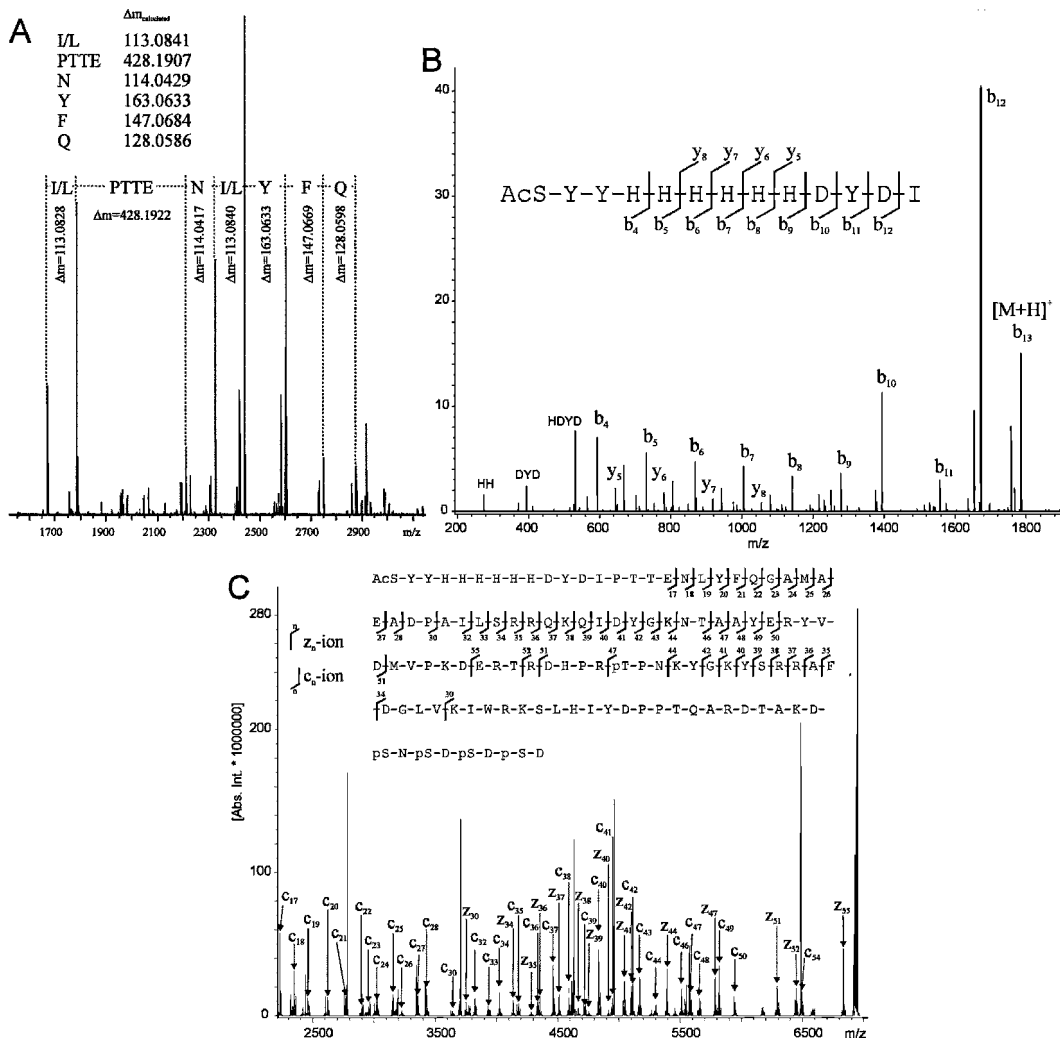 A
Δm calculated
I/L 113.0841
PTTE 428.1907
N 114.0429
Y 163.0633
F 147.0684
Q 128.0586
I/L PTTE N I/L Y F Q
Δm=113.0828
Δm=428.1922
Δm=114.0417
Δm=113.0840
Δm=163.0633
Δm=147.0669
Δm=128.0598
1700 1900 2100 2300 2500 2700 2900 m/z
B
40
30
20
10
0
y8 y7 y6 y5
AcS-Y-Y-H-H-H-H-H-H-D-Y-D-I
b4 b5 b6 b7 b8 b9 b10 b11 b12
b12
[M+H]+
b13
b10
HDYD b4
b5
b6
b7
b8
b9
b11
HH DYD y5 y6 y7 y8
200 400 600 800 1000 1200 1400 1600 1800
m/z
C
AcS-Y-Y-H-H-H-H-H-H-D-Y-D-I-P-T-T-E-N-L-Y-F-Q-G-A-M-A-
17 18 19 20 21 22 23 24 25 26
E-A-D-P-A-I-L-S-R-R-Q-K-Q-I-D-Y-G-K-N-T-A-A-Y-E-R-Y-V-
27 28 30 32 33 34 35 36 37 38 39 40 41 42 43 44 46 47 48 49 50
n
zn-ion
cn-ion
n
55 52 51 47 44 42 41 40 39 38 37 36 35
D-M-V-P-K-D-E-R-T-R-D-H-P-R-pT-P-N-K-Y-G-K-Y-S-R-R-A-F
51
34 30
D-G-L-V-K-I-W-R-K-S-L-H-I-Y-D-P-P-T-Q-A-R-D-T-A-K-D-
pS-N-pS-D-pS-D-pS-D
[Abs. Int. * 1000000]
280
200
100
0
c17 c18 c19 c20 c21 c22 c23 c24 c25 c26 c27 c28 c30 z30 c32 c33 c34 z34 c35 z35 c36 z36 c37 z37 c38 z38 c39 z39 c40 z40 c41 z41 c42 z42 c43 c44 z44 c46 c47 c48 z47 c49 c50 z51 z52 c54 z55
2500 3500 4500 5500 6500 m/z